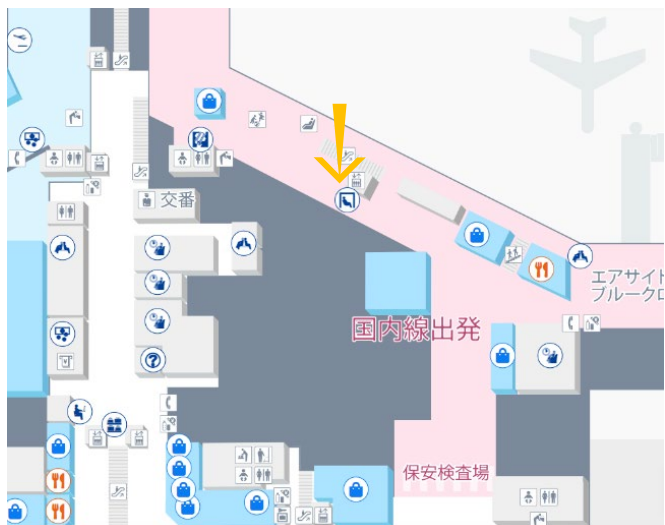 交番
エアサイト
ブルークロ
国内線出発
保安検査場